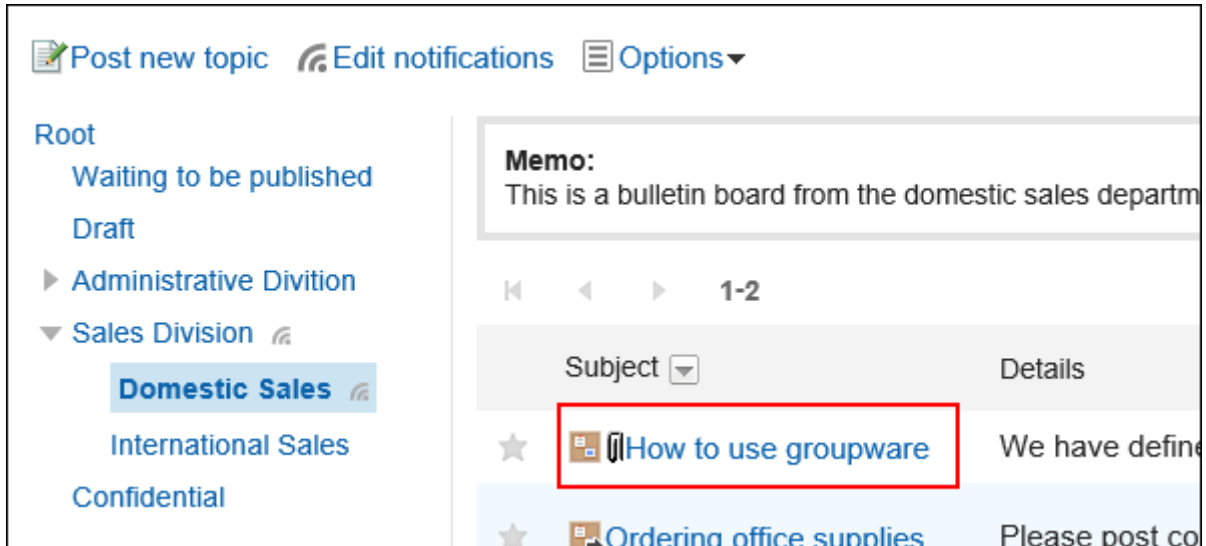 Post new topic Edit notifications Options
Root
Waiting to be published
Draft
Administrative Divition
Sales Division
Domestic Sales
International Sales
Confidential
Memo:
This is a bulletin board from the domestic sales departm
1-2
Subject Details
How to use groupware We have define
Ordering office supplies Please post co